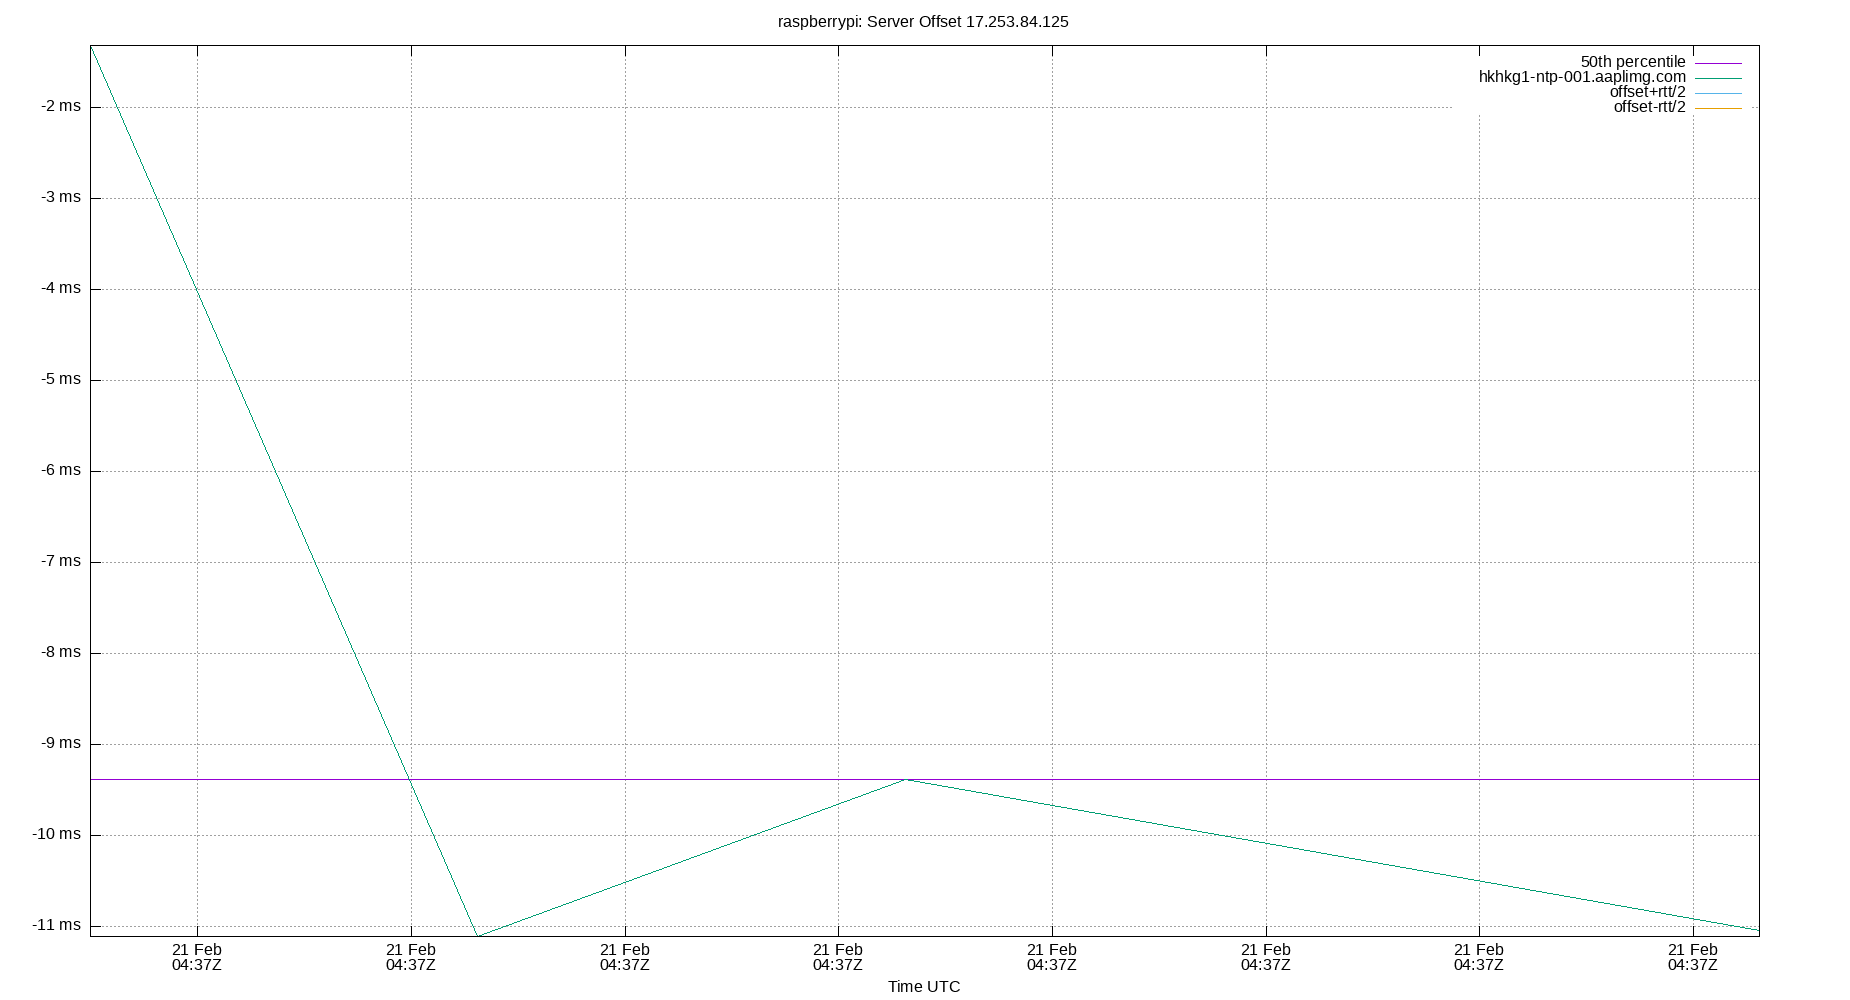 raspberrypi: Server Offset 17.253.84.125
50th percentile
hkhkg1-ntp-001.aaplimg.com
offset+rtt/2
offset-rtt/2
-2 ms
-3 ms
-4 ms
-5 ms
-6 ms
-7 ms
-8 ms
-9 ms
-10 ms
-11 ms
21 Feb 21 Feb 21 Feb 21 Feb 21 Feb 21 Feb 21 Feb 21 Feb
04:37Z 04:37Z 04:37Z 04:37Z 04:37Z 04:37Z 04:37Z 04:37Z
Time UTC